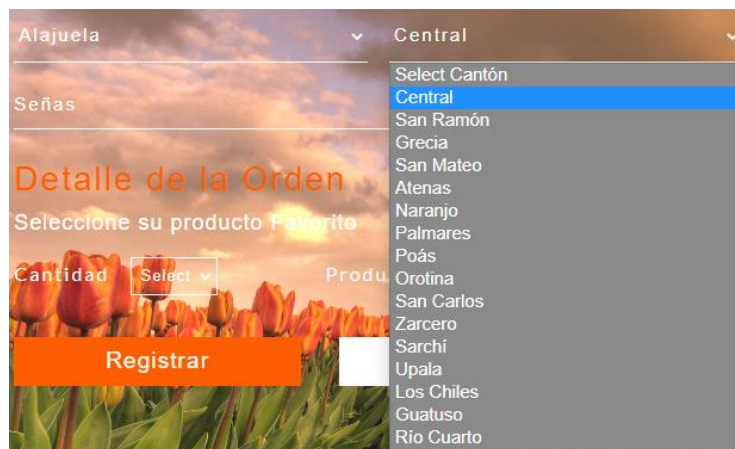 Alajuela
Central
Select Cantón
Central
San Ramón
Grecia
San Mateo
Atenas
Naranjo
Palmares
Poás
Orotina
San Carlos
Zarcero
Sarchí
Upala
Los Chiles
Guatuso
Río Cuarto
Señas
Detalle de la Orden
Seleccione su producto Favorito
Cantidad Select Produ
Registrar